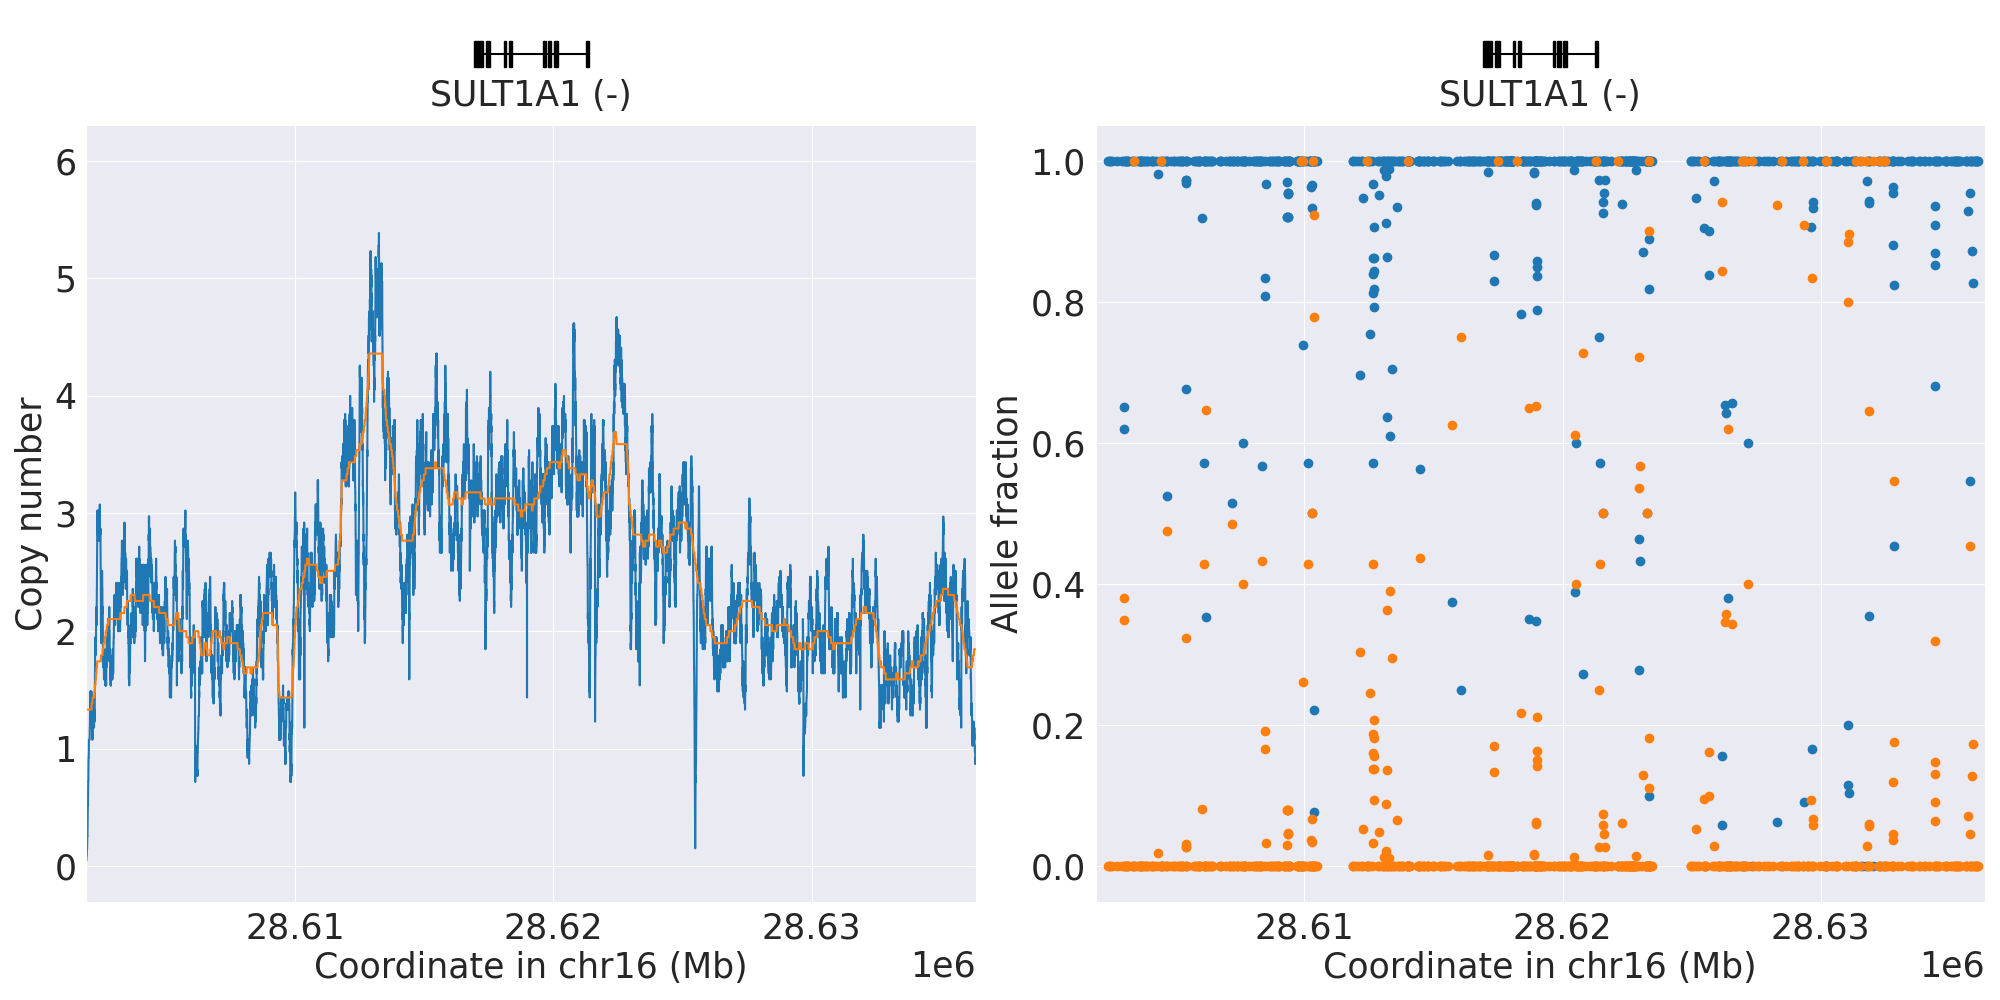 SULT1A1 (-)
Copy number
6
5
4
3
2
1
0
28.61
28.62
28.63
Coordinate in chr16 (Mb)
1e6
SULT1A1 (-)
Allele fraction
1.0
0.8
0.6
0.4
0.2
0.0
28.61
28.62
28.63
Coordinate in chr16 (Mb)
1e6